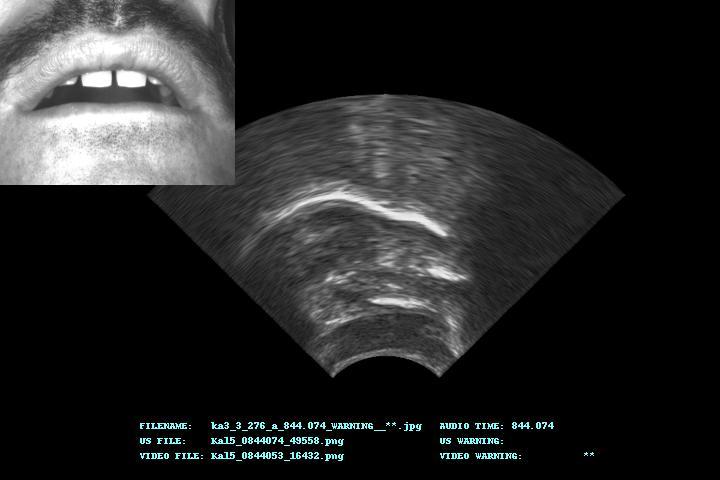 FILENAME: ka3_3_276_a_844.074_WARNING__**.jpg AUDIO TIME: 844.074
US FILE: Kal5_0844074_49558.png US WARNING:
VIDEO FILE: Kal5_0844053_16432.png VIDEO WARNING: **